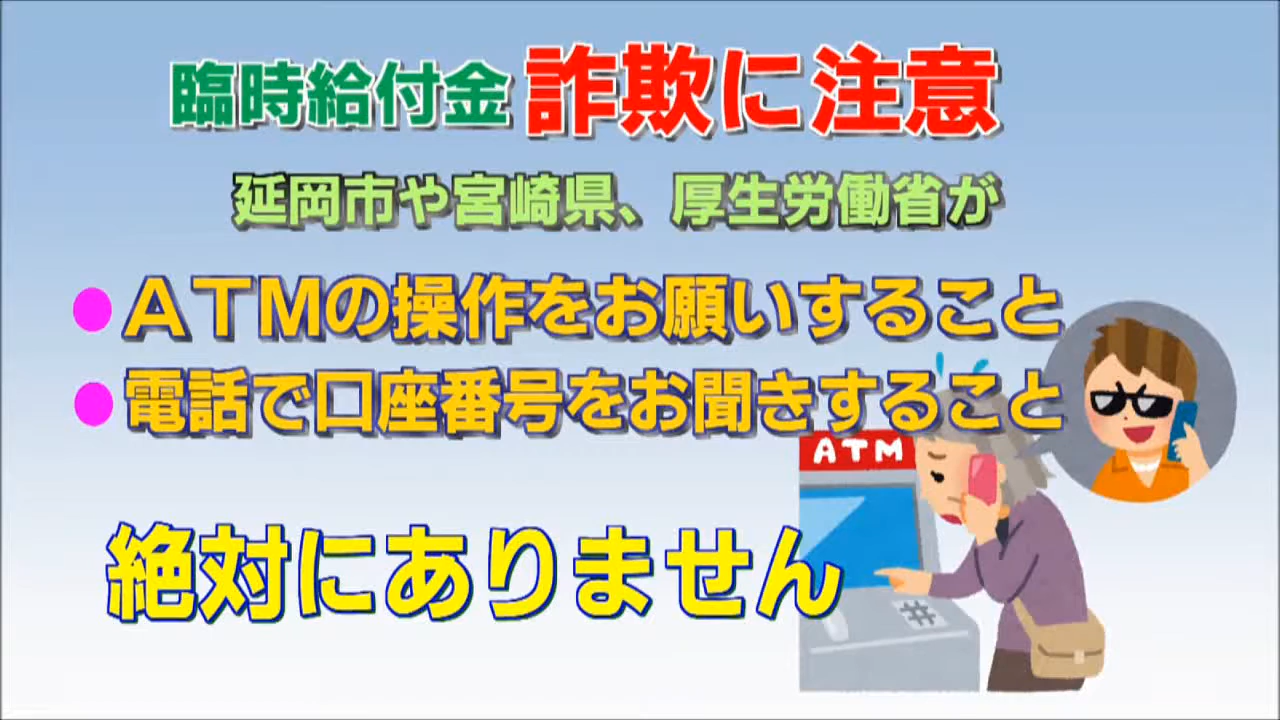 臨時給付金 詐欺に注意
延岡市や宮崎県、厚生労働省が
●ATMの操作をお願いすること
●電話で口座番号をお聞きすること
ATM
絶対にありません